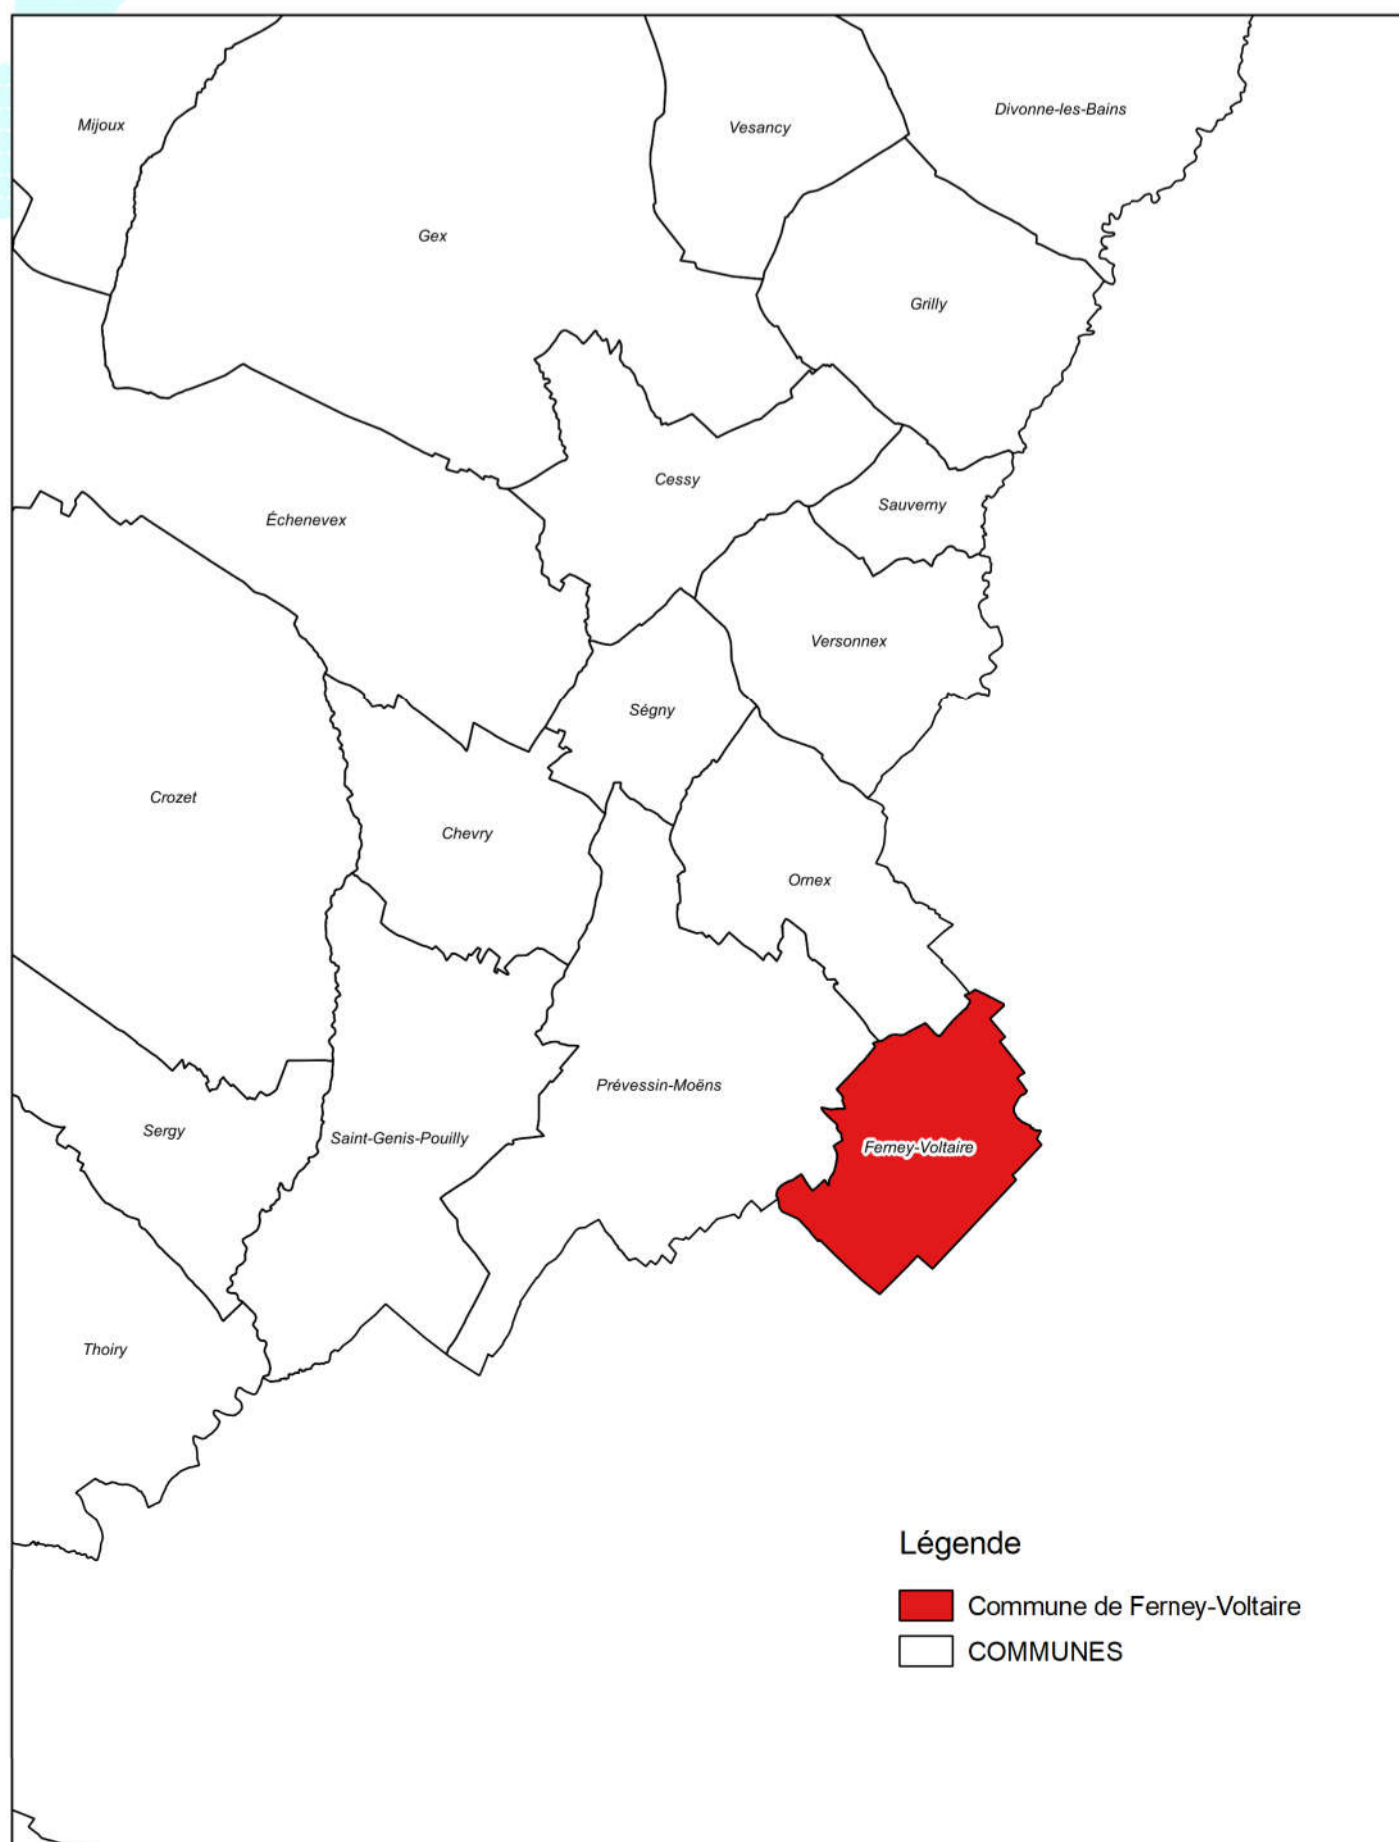 Divonne-les-Bains
Mijoux
Vesancy
Gex
Grilly
Cessy
Sauverny
Échenevex
Versonnex
Ségny
Crozet
Chevry
Ornex
Prévessin-Moëns
Sergy
Saint-Genis-Pouilly
Ferney-Voltaire
Thoiry
Légende
Commune de Ferney-Voltaire
COMMUNES